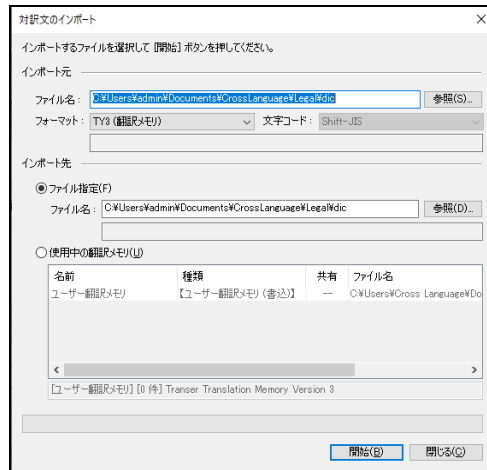 対訳文のインポート
インポートするファイルを選択して [開始] ボタンを押してください。
インポート元
ファイル名： C:¥Users¥admin¥Documents¥CrossLanguage¥Legal¥dic 参照(S)...
フォーマット： TY3 (翻訳メモリ) 文字コード： Shift-JIS
インポート先
ファイル指定(F)
ファイル名： C:¥Users¥admin¥Documents¥CrossLanguage¥Legal¥dic 参照(D)...
使用中の翻訳メモリ(U)
名前 種類 共有 ファイル名
ユーザー翻訳メモリ 【ユーザー翻訳メモリ (書込)】 -- C:¥Users¥Cross Language¥Do
[ユーザー翻訳メモリ] [0 件] Transer Translation Memory Version 3
開始(B) 閉じる(C)